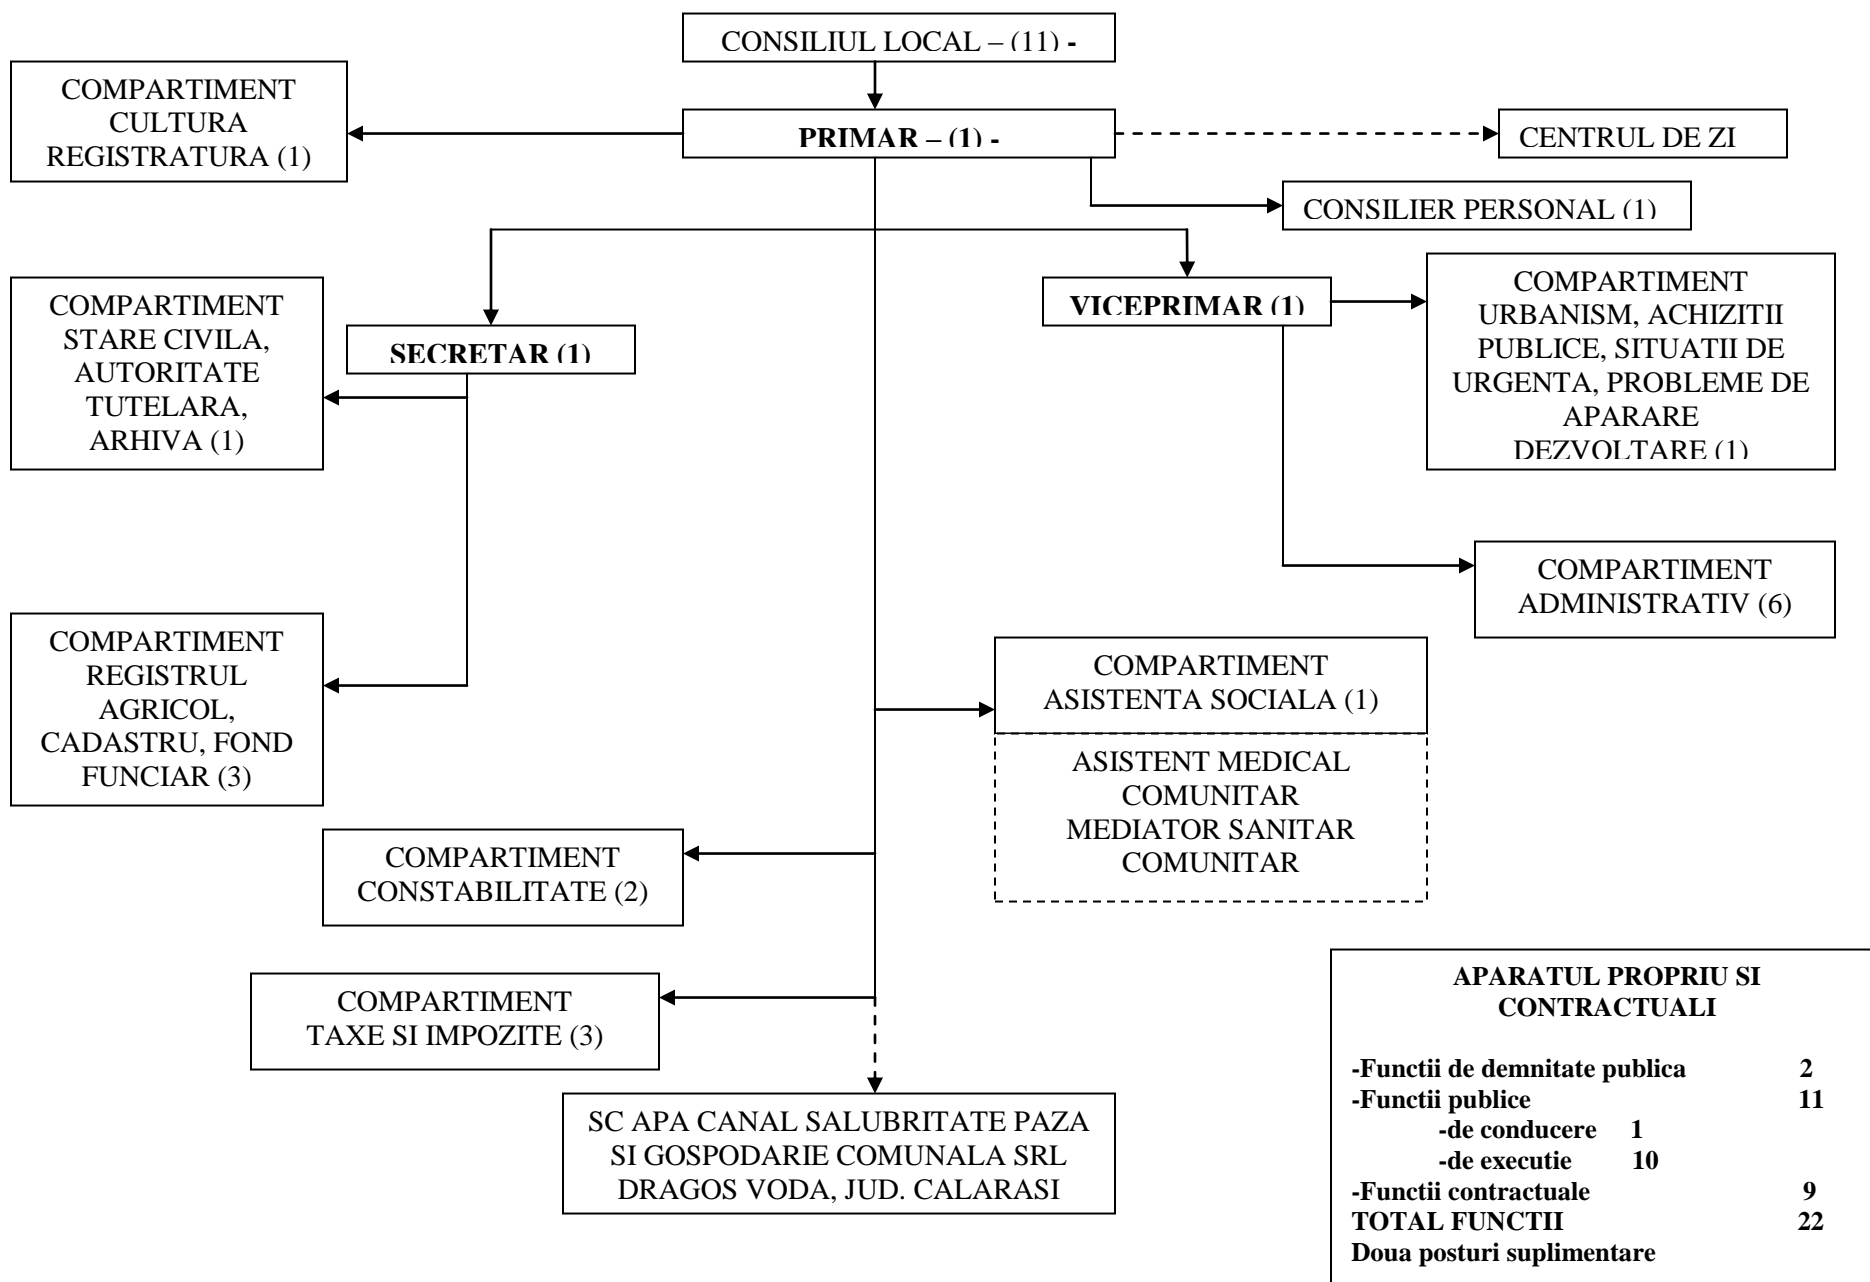 CONSILIUL LOCAL – (11) -
COMPARTIMENT
CULTURA
REGISTRATURA (1)
PRIMAR – (1) -
CENTRUL DE ZI
CONSILIER PERSONAL (1)
COMPARTIMENT
STARE CIVILA,
AUTORITATE
TUTELARA,
ARHIVA (1)
SECRETAR (1)
VICEPRIMAR (1)
COMPARTIMENT
URBANISM, ACHIZITII
PUBLICE, SITUATII DE
URGENTA, PROBLEME DE
APARARE
DEZVOLTARE (1)
COMPARTIMENT
ADMINISTRATIV (6)
COMPARTIMENT
REGISTRUL
AGRICOL,
CADASTRU, FOND
FUNCIAR (3)
COMPARTIMENT
ASISTENTA SOCIALA (1)
ASISTENT MEDICAL
COMUNITAR
MEDIATOR SANITAR
COMUNITAR
COMPARTIMENT
CONSTABILITATE (2)
COMPARTIMENT
TAXE SI IMPOZITE (3)
SC APA CANAL SALUBRITATE PAZA
SI GOSPODARIE COMUNALA SRL
DRAGOS VODA, JUD. CALARASI
APARATUL PROPRIU SI
CONTRACTUALI
-Functii de demnitate publica 2
-Functii publice 11
-de conducere 1
-de executie 10
-Functii contractuale 9
TOTAL FUNCTII 22
Doua posturi suplimentare